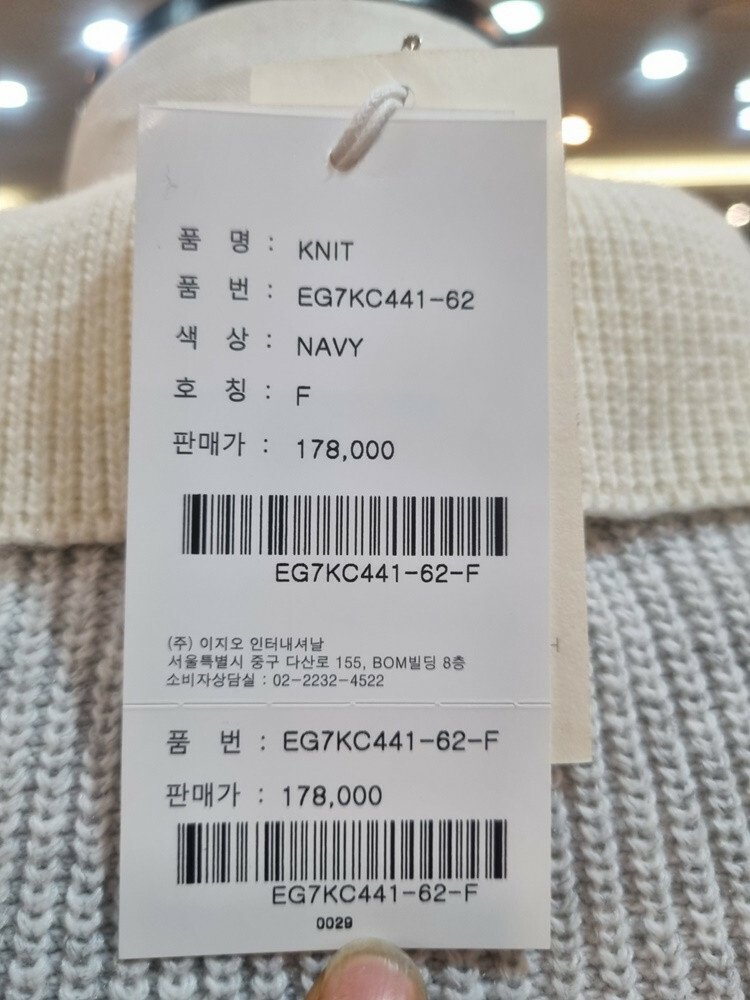 품 명 : KNIT
품 번 : EG7KC441-62
색 상 : NAVY
호 칭 : F
판매가 : 178,000
EG7KC441-62-F
(주) 이지오 인터내셔날
서울특별시 중구 다산로 155, BOM빌딩 8층
소비자상담실 : 02-2232-4522
품 번 : EG7KC441-62-F
판매가 : 178,000
EG7KC441-62-F
0029